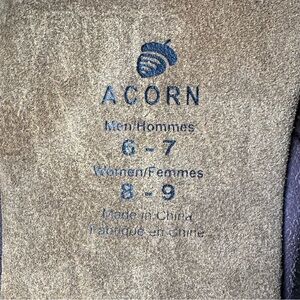 ACORN
Men/Hommes
6 - 7
Women/Femmes
8 - 9
Made in China
Fabriqué en Chine